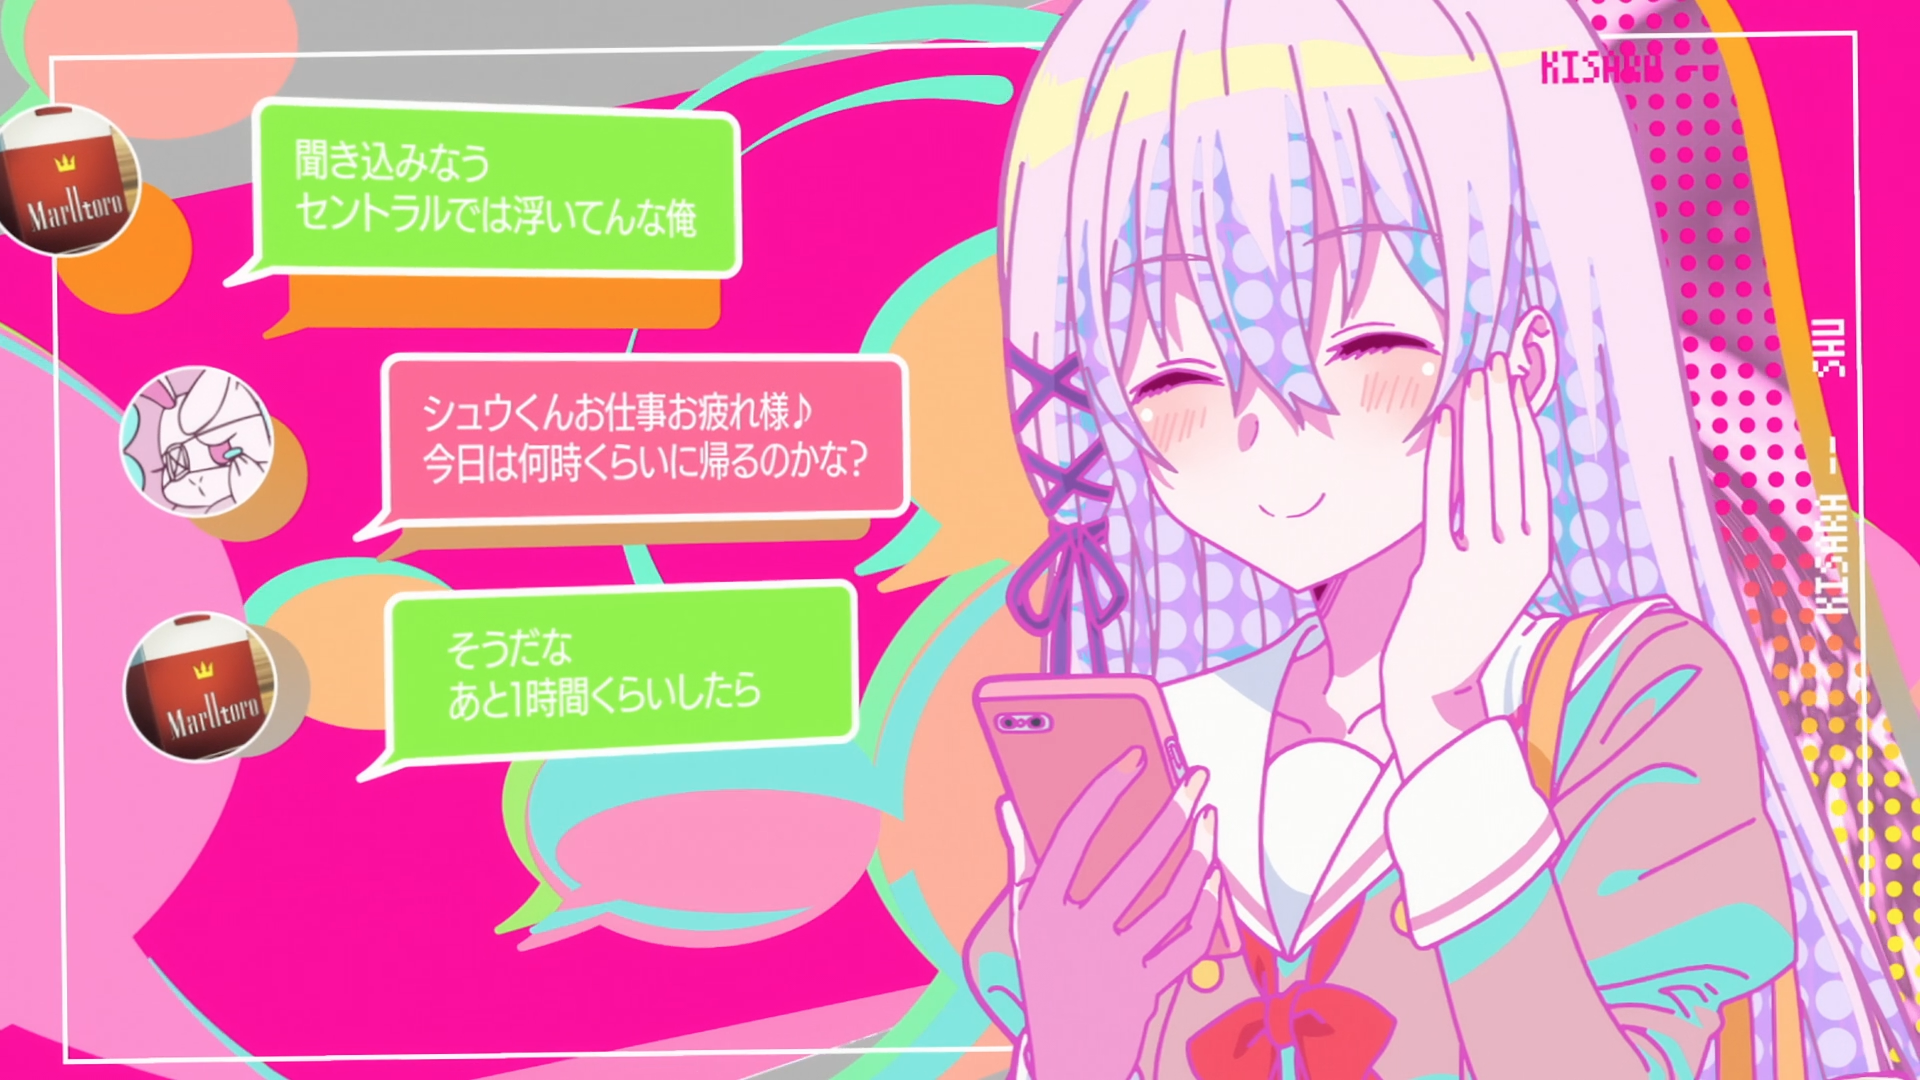 KISARA --
Marlltoro
聞き込みなう
セントラルでは浮いてんな俺
シュウくんお仕事お疲れ様♪
今日は何時くらいに帰るのかな?
Marlltoro
そうだな
あと1時間くらいしたら
SHU -- KISARA